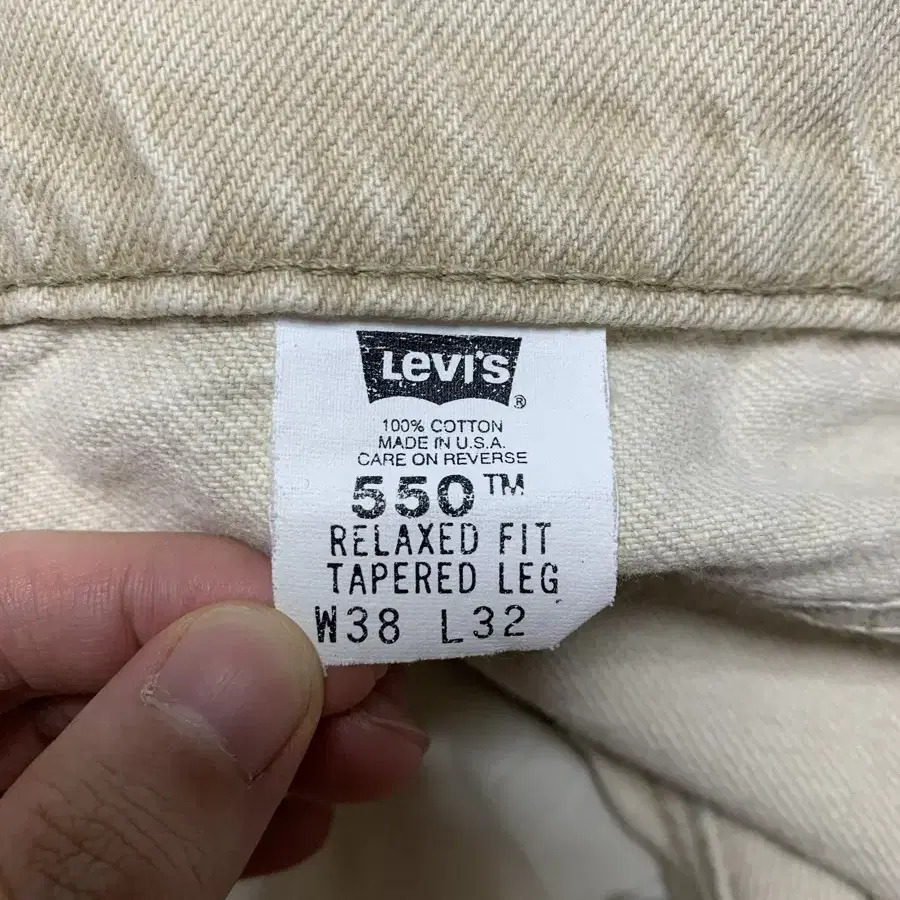 Levi's
®
100% COTTON
MADE IN U.S.A.
CARE ON REVERSE
550™
RELAXED FIT
TAPERED LEG
W38 L32